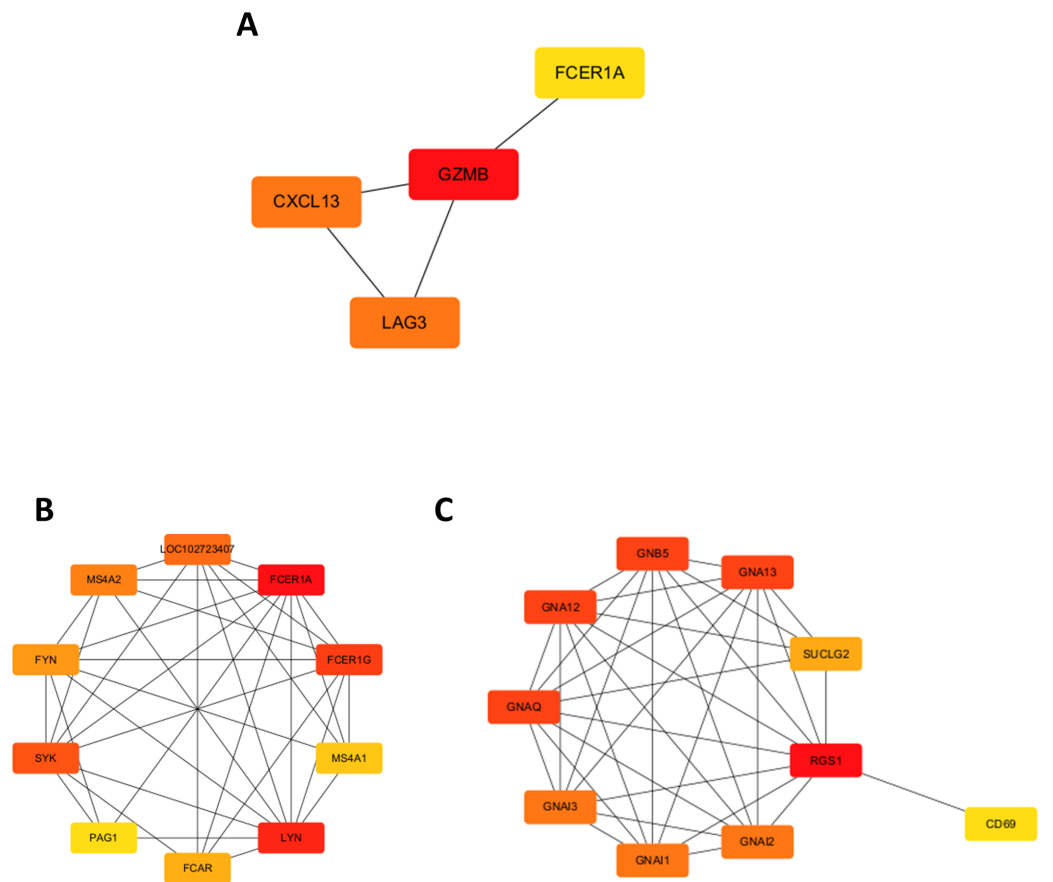 A
FCER1A
GZMB
CXCL13
LAG3
B
C
LOC102723407
MS4A2
FCER1A
FYN
FCER1G
SYK
MS4A1
PAG1
LYN
FCAR
GNB5
GNA13
GNA12
SUCLG2
GNAQ
RGS1
GNAI3
CD69
GNAI2
GNAI1